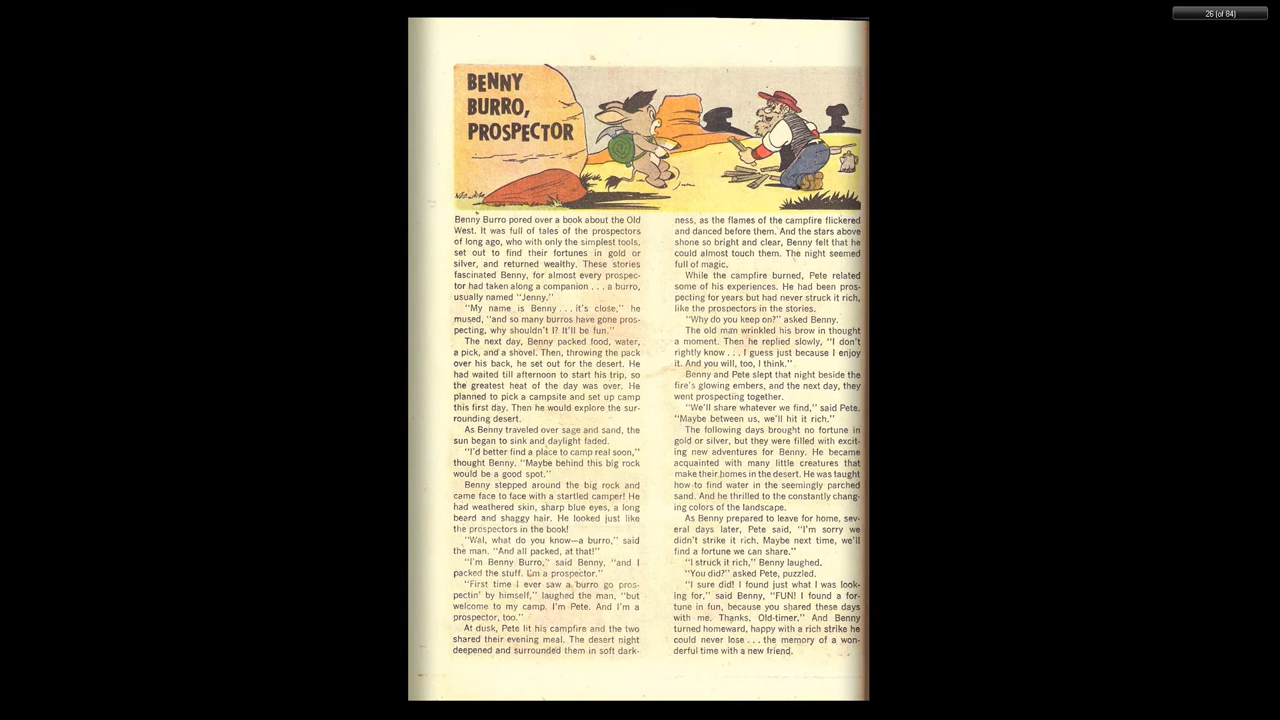 26 (of 84)
BENNY
BURRO,
PROSPECTOR
Benny Burro pored over a book about the Old
West. It was full of tales of the prospectors
of long ago, who with only the simplest tools,
set out to find their fortunes in gold or
silver, and returned wealthy. These stories
fascinated Benny, for almost every prospec-
tor had taken along a companion . . . a burro,
usually named "Jenny."
"My name is Benny . . . it's close," he
mused, "and so many burros have gone pros-
pecting, why shouldn't I? It'll be fun."
The next day, Benny packed food, water,
a pick, and a shovel. Then, throwing the pack
over his back, he set out for the desert. He
had waited till afternoon to start his trip, so
the greatest heat of the day was over. He
planned to pick a campsite and set up camp
this first day. Then he would explore the sur-
rounding desert.
As Benny traveled over sage and sand, the
sun began to sink and daylight faded.
"I'd better find a place to camp real soon,"
thought Benny. "Maybe behind this big rock
would be a good spot."
Benny stepped around the big rock and
came face to face with a startled camper! He
had weathered skin, sharp blue eyes, a long
beard and shaggy hair. He looked just like
the prospectors in the book!
"Wal, what do you know—a burro," said
the man. "And all packed, at that!"
"I'm Benny Burro," said Benny, "and I
packed the stuff. I'm a prospector."
"First time I ever saw a burro go pros-
pectin' by himself," laughed the man, "but
welcome to my camp. I'm Pete. And I'm a
prospector, too."
At dusk, Pete lit his campfire and the two
shared their evening meal. The desert night
deepened and surrounded them in soft dark-
ness, as the flames of the campfire flickered
and danced before them. And the stars above
shone so bright and clear, Benny felt that he
could almost touch them. The night seemed
full of magic.
While the campfire burned, Pete related
some of his experiences. He had been pros-
pecting for years but had never struck it rich,
like the prospectors in the stories.
"Why do you keep on?" asked Benny.
The old man wrinkled his brow in thought
a moment. Then he replied slowly, "I don't
rightly know . . . I guess just because I enjoy
it. And you will, too, I think."
Benny and Pete slept that night beside the
fire's glowing embers, and the next day, they
went prospecting together.
"We'll share whatever we find," said Pete.
"Maybe between us, we'll hit it rich."
The following days brought no fortune in
gold or silver, but they were filled with excit-
ing new adventures for Benny. He became
acquainted with many little creatures that
make their homes in the desert. He was taught
how to find water in the seemingly parched
sand. And he thrilled to the constantly chang-
ing colors of the landscape.
As Benny prepared to leave for home, sev-
eral days later, Pete said, "I'm sorry we
didn't strike it rich. Maybe next time, we'll
find a fortune we can share."
"I struck it rich," Benny laughed.
"You did?" asked Pete, puzzled.
"I sure did! I found just what I was look-
ing for," said Benny, "FUN! I found a for-
tune in fun, because you shared these days
with me. Thanks, Old-timer." And Benny
turned homeward, happy with a rich strike he
could never lose . . . the memory of a won-
derful time with a new friend.